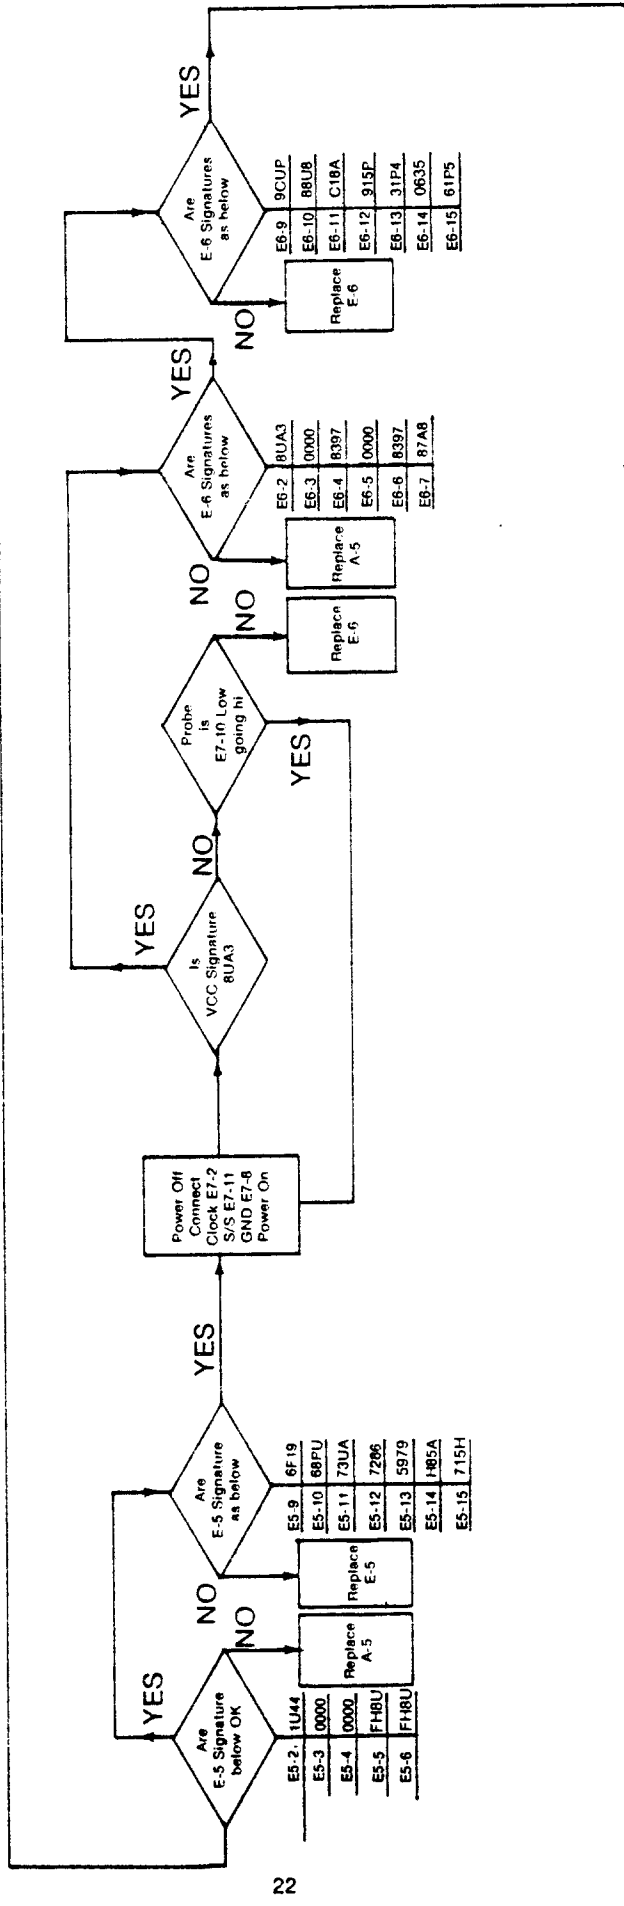 Are
E-5 Signature
below OK
YES
NO
E5-2, 1U44
E5-3 0000
E5-4 0000
E5-5 FH8U
E5-6 FH8U
Replace
A-5
Are
E-5 Signature
as below
YES
NO
E5-9 6F19
E5-10 68PU
E5-11 73UA
E5-12 7286
E5-13 5979
E5-14 H85A
E5-15 715H
Replace
E-5
Power Off
Connect
Clock E7-2
S/S E7-11
GND E7-8
Power On
Is
VCC Signature
8UA3
YES
NO
Probe
is
E7-10 Low
going hi
YES
NO
Replace
E-6
Are
E-6 Signatures
as below
YES
NO
E6-2 8UA3
E6-3 0000
E6-4 8397
E6-5 0000
E6-6 8397
E6-7 87A8
Replace
A-5
Are
E-6 Signatures
as below
YES
NO
E6-9 9CUP
E6-10 88U8
E6-11 C18A
E6-12 915P
E6-13 31P4
E6-14 0635
E6-15 61P5
Replace
E-6
22